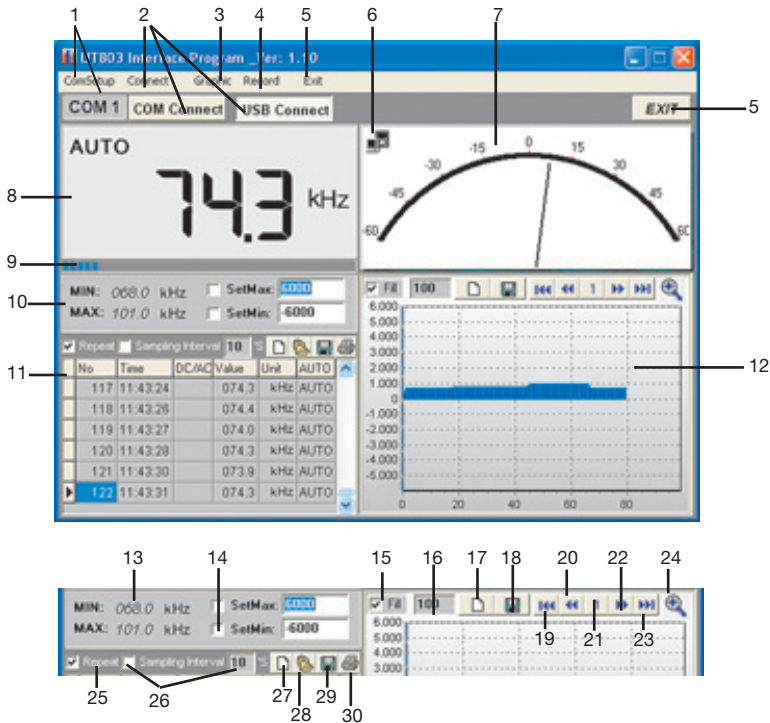 1 2 3 4 5 6 7
UT803 Interface Program _Ver: 1.10
ComSetup Connect Graphic Record Exit
COM 1 COM Connect USB Connect EXIT 5
AUTO
74.3 kHz
8
-60 -45 -30 -15 0 15 30 45 60
9
10
MIN: 068.0 kHz SetMax: 6000
MAX: 101.0 kHz SetMin: -6000
Repeat Sampling Interval 10 'S
11
No Time DC/AC Value Unit AUTO
117 11:43:24 074.3 kHz AUTO
118 11:43:26 074.4 kHz AUTO
119 11:43:27 074.0 kHz AUTO
120 11:43:28 074.3 kHz AUTO
121 11:43:30 073.9 kHz AUTO
122 11:43:31 074.3 kHz AUTO
Fill 100 1
6.000
5.000
4.000
3.000
2.000
1.000
0
-1.000
-2.000
-3.000
-4.000
-5.000
0 20 40 60 80
12
13 14 15 16 17 18 20 22 24
MIN: 068.0 kHz SetMax: 6000
MAX: 101.0 kHz SetMin: -6000
Repeat Sampling Interval 10 'S
Fill 100 1
6.000
5.000
4.000
3.000
19 21 23
25 26 27 28 29 30